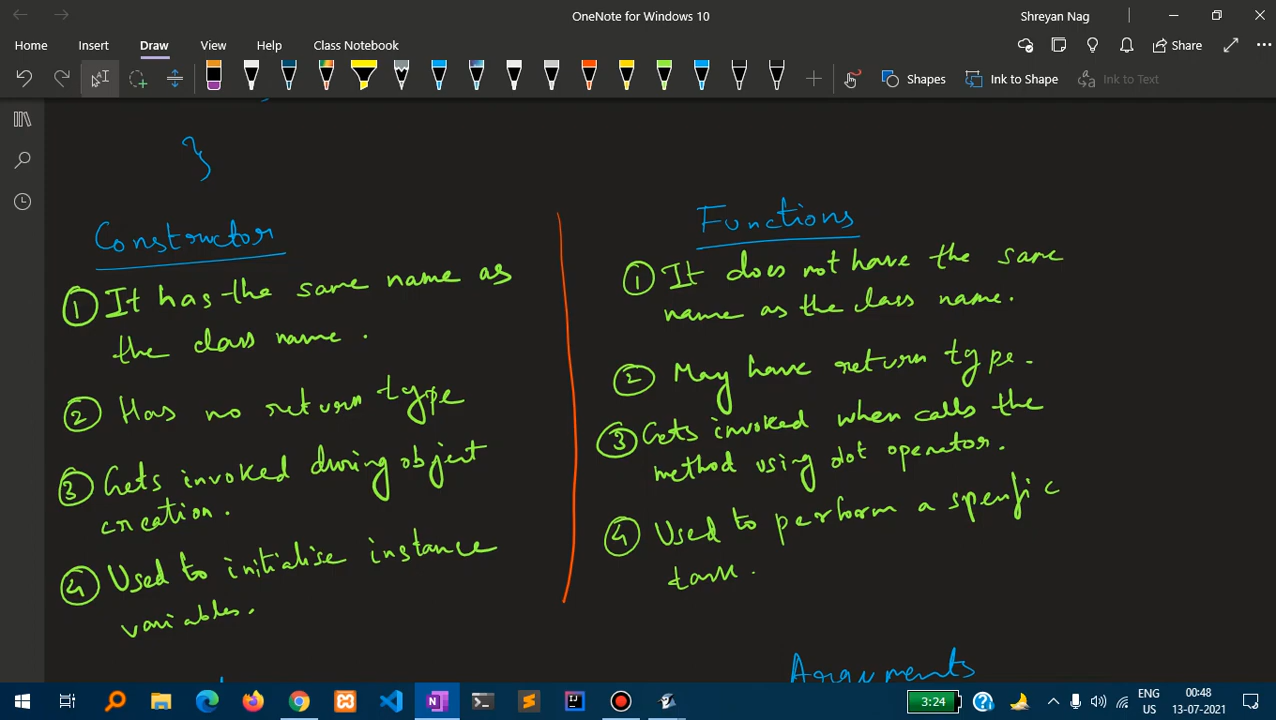 OneNote for Windows 10
Shreyan Nag
Home Insert Draw View Help Class Notebook
Share
Shapes Ink to Shape Ink to Text
}
Constructor
① It has the same name as
the class name.
② Has no return type
③ Gets invoked during object
creation.
④ Used to initialise instance
variables.
Functions
① It does not have the same
name as the class name.
② May have return type.
③ Gets invoked when calls the
method using dot operator.
④ Used to perform a specific
task.
Arguments
3:24
ENG
US
00:48
13-07-2021